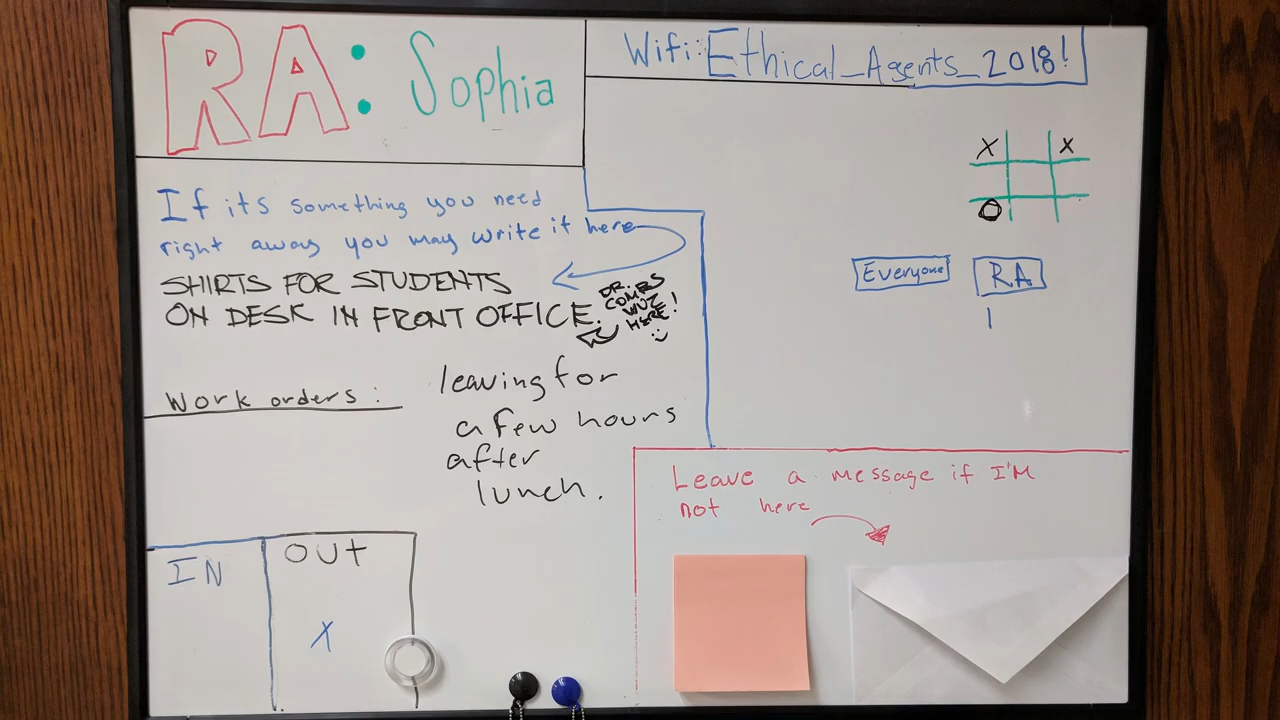 RA: Sophia
Wifi: Ethical_Agents_2018!
If its something you need
right away you may write it here
SHIRTS FOR STUDENTS
ON DESK IN FRONT OFFICE.
DR.
COMRS
WUZ
HERE!
Work orders:
leaving for
a few hours
after
lunch.
IN
OUT
X
X X
O
Everyone
RA
|
Leave a message if I'M
not here